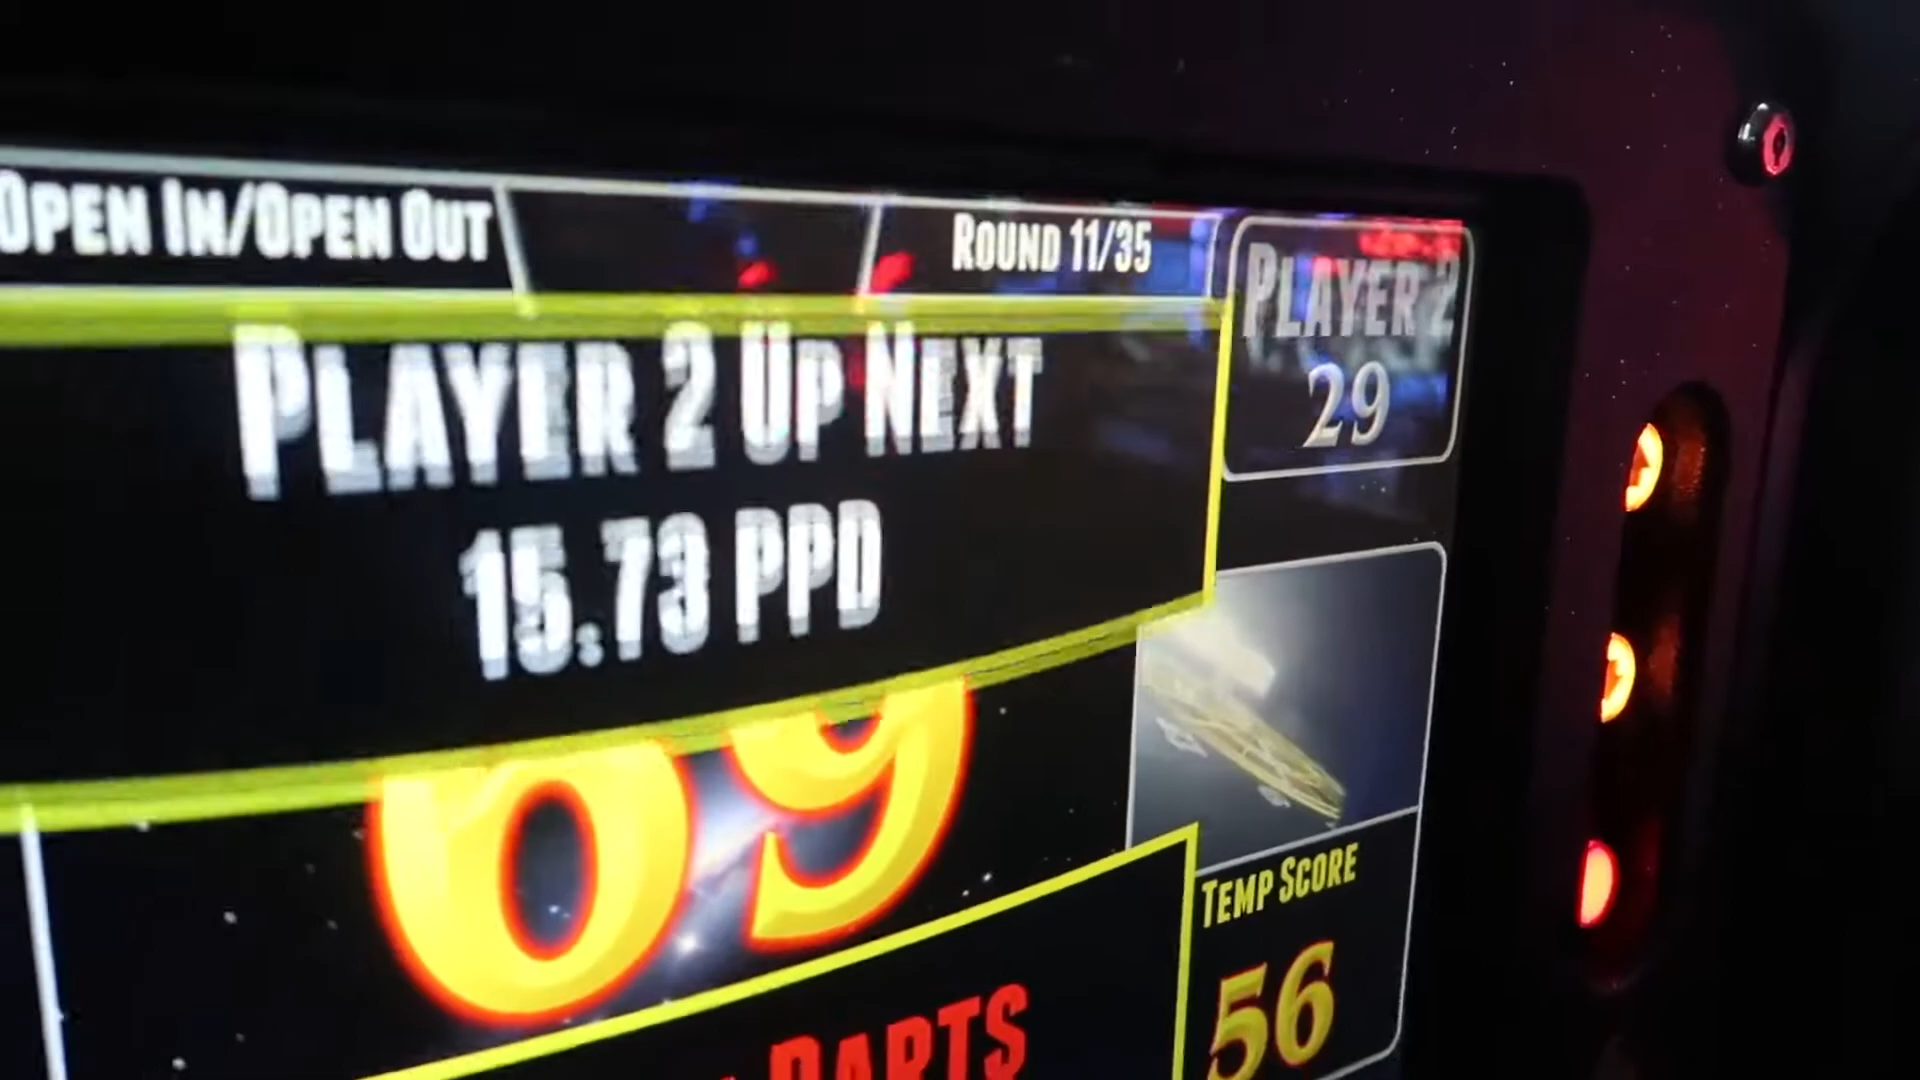 OPEN IN/OPEN OUT
ROUND 11/35
PLAYER 2
29
PLAYER 2 UP NEXT
15.73 PPD
69
TEMP SCORE
56
DARTS